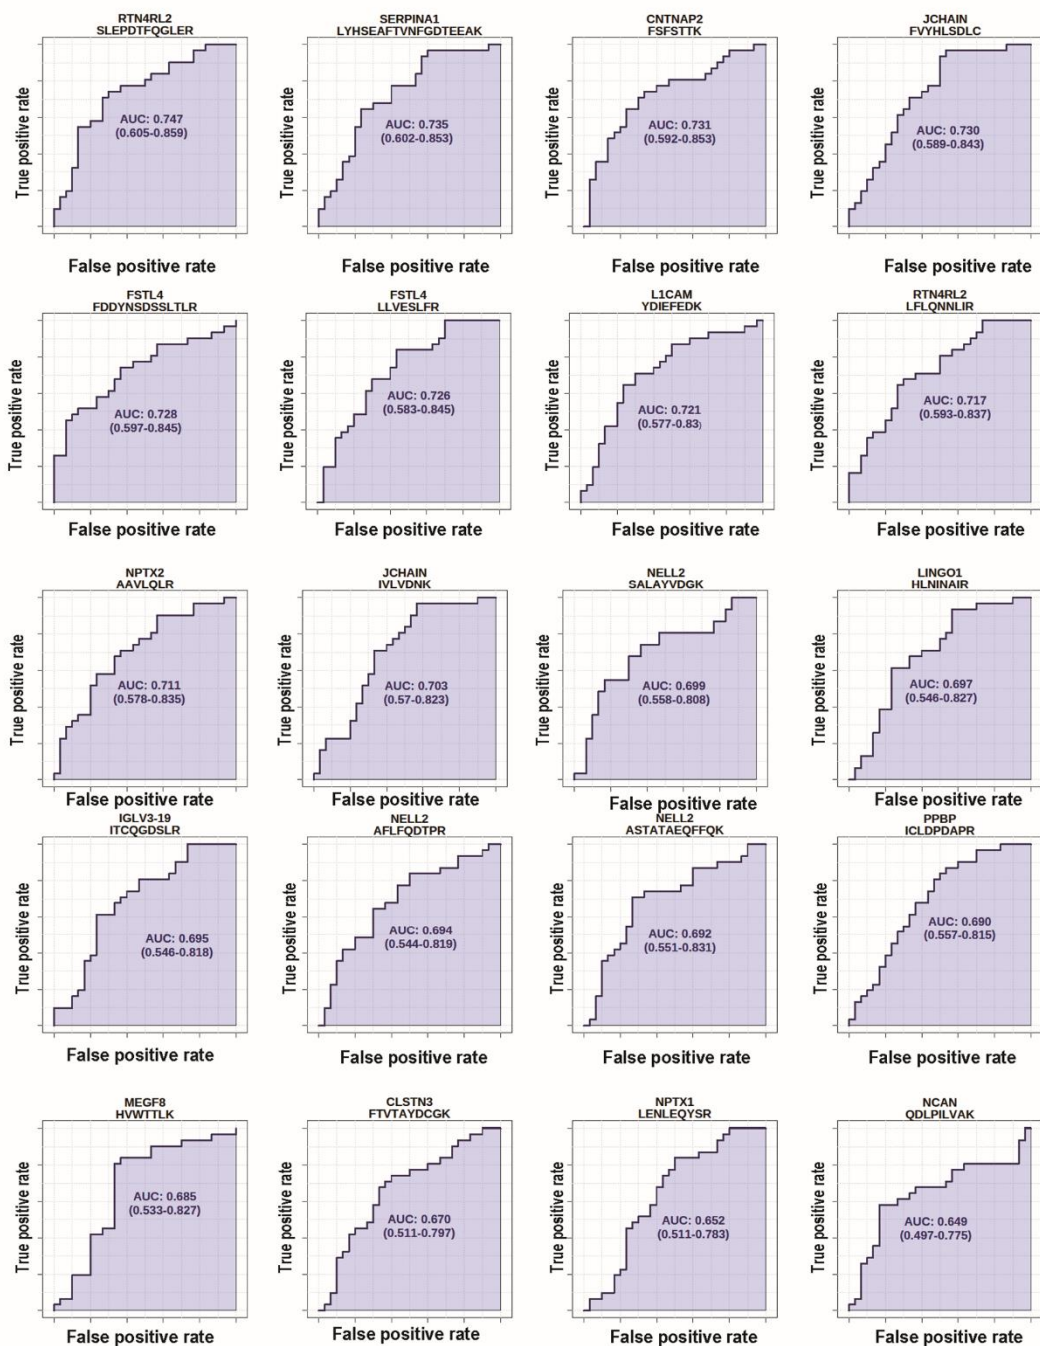 RTN4RL2
SLEPDTFQGLER
True positive rate
AUC: 0.747
(0.605-0.859)
False positive rate
SERPINA1
LYHSEAFTVNFGDTEEAK
True positive rate
AUC: 0.735
(0.602-0.853)
False positive rate
CNTNAP2
FSFSTTK
True positive rate
AUC: 0.731
(0.592-0.853)
False positive rate
JCHAIN
FVYHLSDLC
True positive rate
AUC: 0.730
(0.589-0.843)
False positive rate
FSTL4
FDDYNSDSSLTLR
True positive rate
AUC: 0.728
(0.597-0.845)
False positive rate
FSTL4
LLVESLFR
True positive rate
AUC: 0.726
(0.583-0.845)
False positive rate
L1CAM
YDIEFEDK
True positive rate
AUC: 0.721
(0.577-0.83)
False positive rate
RTN4RL2
LFLQNNLIR
True positive rate
AUC: 0.717
(0.593-0.837)
False positive rate
NPTX2
AAVLQLR
True positive rate
AUC: 0.711
(0.578-0.835)
False positive rate
JCHAIN
IVLVDNK
True positive rate
AUC: 0.703
(0.57-0.823)
False positive rate
NELL2
SALAYVDGK
True positive rate
AUC: 0.699
(0.558-0.808)
False positive rate
LINGO1
HLNINAIR
True positive rate
AUC: 0.697
(0.546-0.827)
False positive rate
IGLV3-19
ITCQGDSLR
True positive rate
AUC: 0.695
(0.546-0.818)
False positive rate
NELL2
AFLFQDTPR
True positive rate
AUC: 0.694
(0.544-0.819)
False positive rate
NELL2
ASTATAEQFFQK
True positive rate
AUC: 0.692
(0.551-0.831)
False positive rate
PPBP
ICLDPDAPR
True positive rate
AUC: 0.690
(0.557-0.815)
False positive rate
MEGF8
HVWTTLK
True positive rate
AUC: 0.685
(0.533-0.827)
False positive rate
CLSTN3
FTVTAYDCGK
True positive rate
AUC: 0.670
(0.511-0.797)
False positive rate
NPTX1
LENLEQYSR
True positive rate
AUC: 0.652
(0.511-0.783)
False positive rate
NCAN
QDLPILVAK
True positive rate
AUC: 0.649
(0.497-0.775)
False positive rate